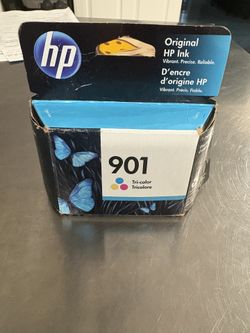 hp
Original
HP Ink
Vibrant. Precise. Reliable.
D'encre
d'origine HP
Vibrant. Précis. Fiable.
901
Tri-color
Tricolore